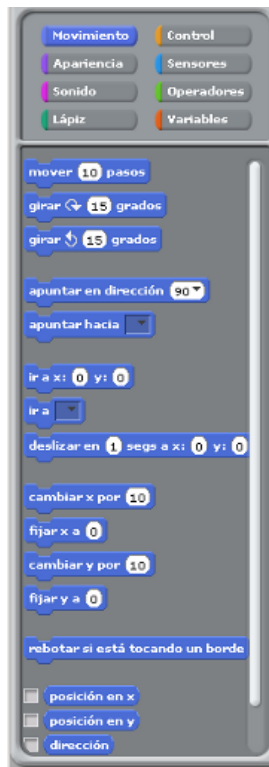 Movimiento Control
Apariencia Sensores
Sonido Operadores
Lápiz Variables
mover 10 pasos
girar 15 grados
girar 15 grados
apuntar en dirección 90
apuntar hacia
ir a x: 0 y: 0
ir a
deslizar en 1 segs a x: 0 y: 0
cambiar x por 10
fijar x a 0
cambiar y por 10
fijar y a 0
rebotar si está tocando un borde
posición en x
posición en y
dirección